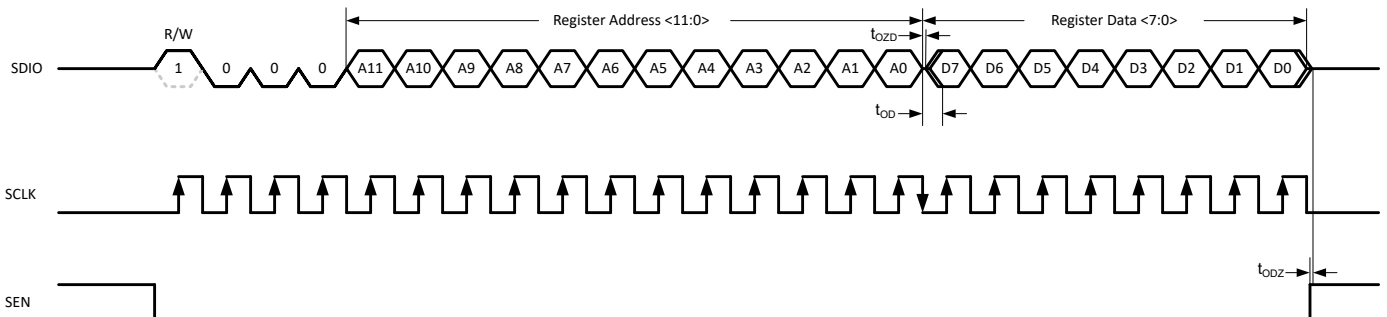 Register Address <11:0> Register Data <7:0>
R/W tOZD
SDIO 1 0 0 0 A11 A10 A9 A8 A7 A6 A5 A4 A3 A2 A1 A0 D7 D6 D5 D4 D3 D2 D1 D0
tOD
SCLK
tODZ
SEN